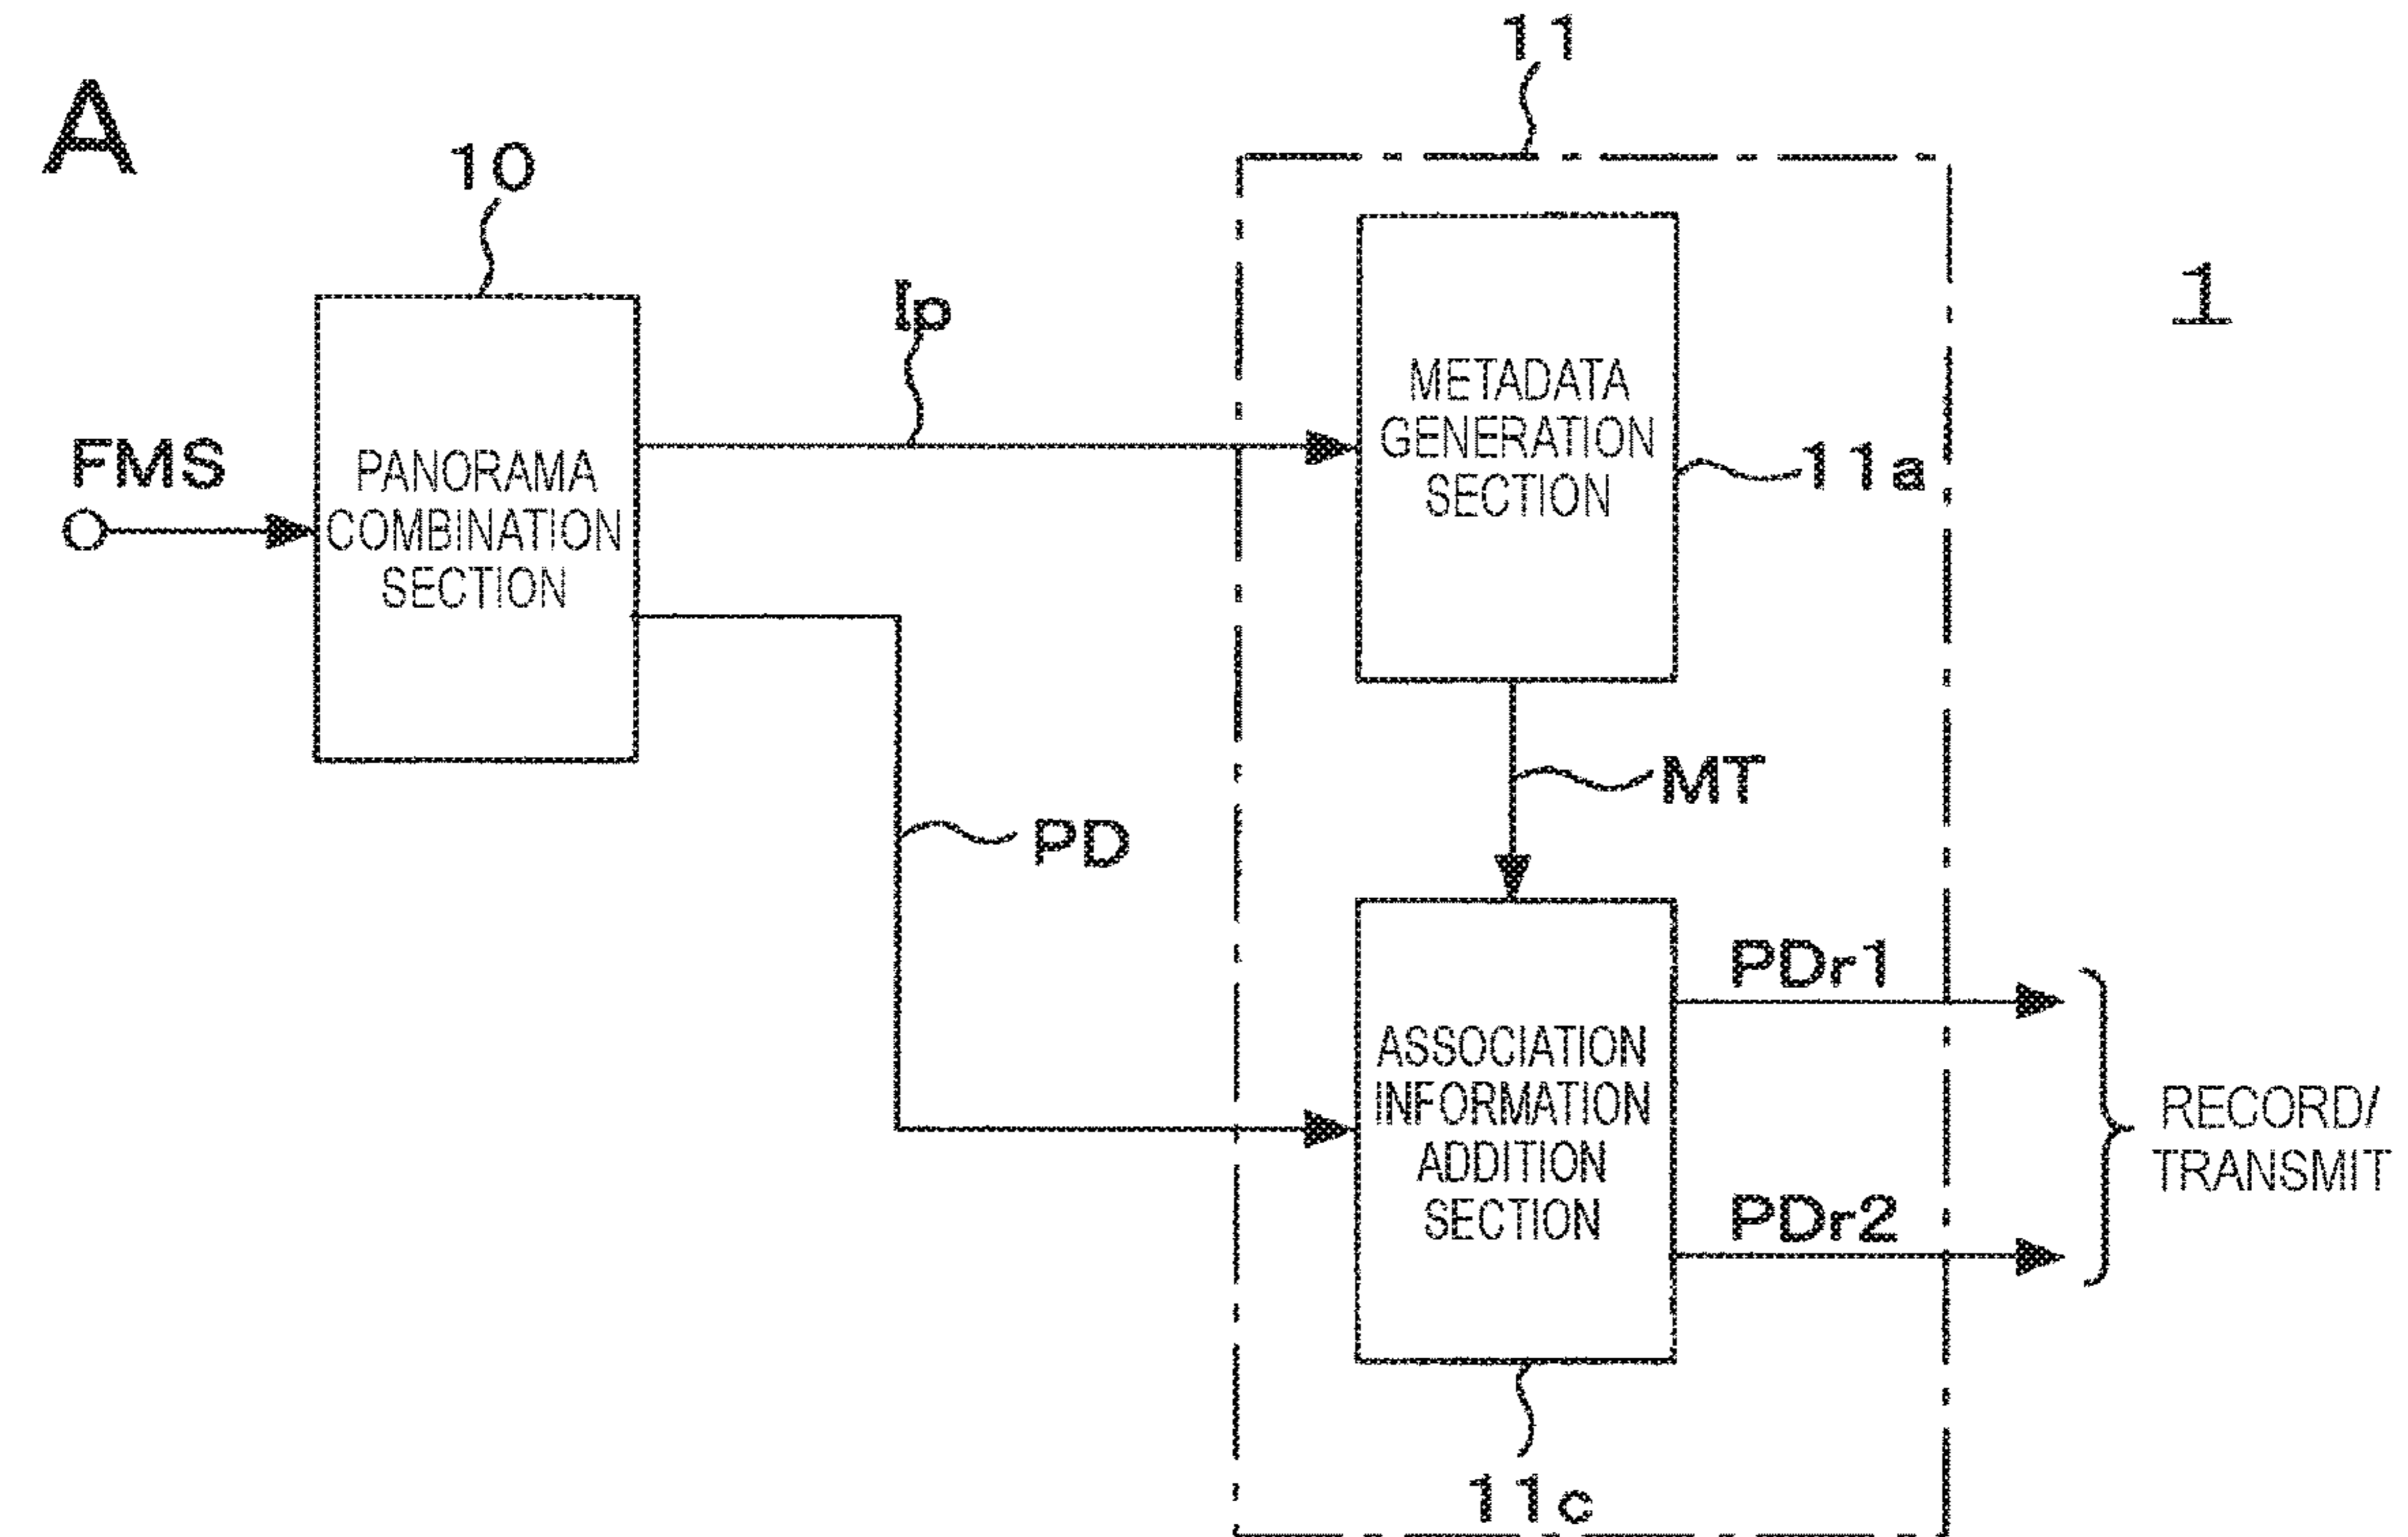 A
11
10
1
Ip
FMS
PANORAMA
COMBINATION
SECTION
METADATA
GENERATION
SECTION
11a
MT
PD
PDr1
ASSOCIATION
INFORMATION
ADDITION
SECTION
PDr2
RECORD/
TRANSMIT
11c